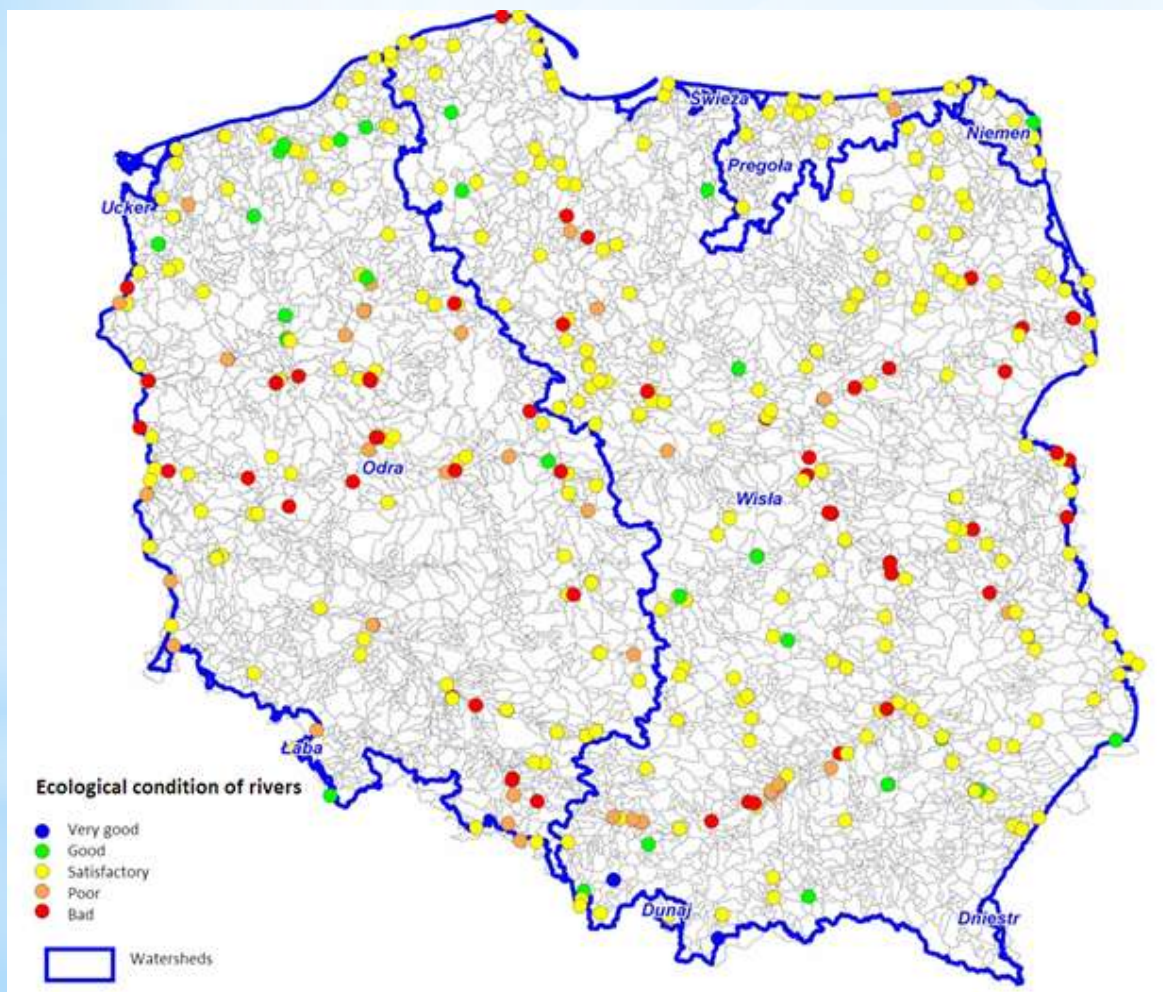 Świeża
Niemen
Pregoła
Ucker
Odra
Wisła
Łaba
Ecological condition of rivers
Very good
Good
Satisfactory
Poor
Bad
Dunaj
Dniestr
Watersheds